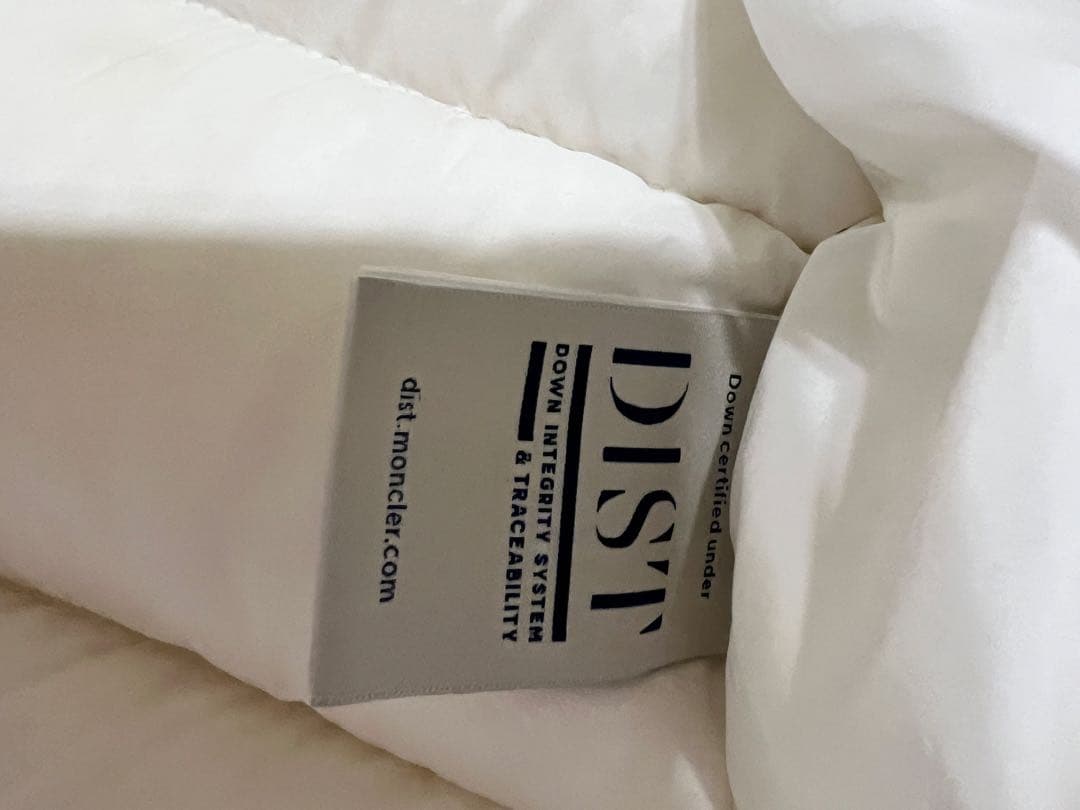 Down certified under
DIST
DOWN INTEGRITY SYSTEM
& TRACEABILITY
dist.moncler.com